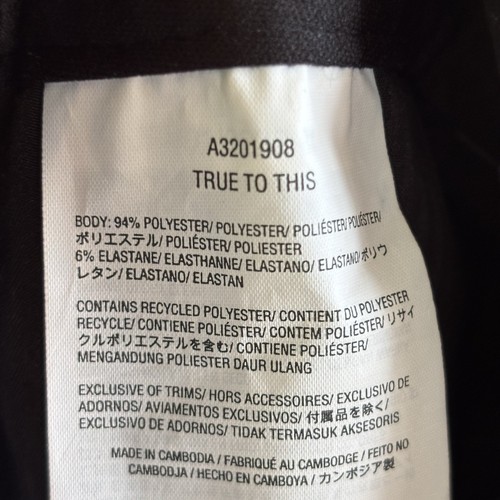 A3201908
TRUE TO THIS
BODY: 94% POLYESTER/ POLYESTER/ POLIÉSTER/ POLIÉSTER/
ポリエステル/ POLIÉSTER/ POLIESTER
6% ELASTANE/ ELASTHANNE/ ELASTANO/ ELASTANO/ポリウ
レタン/ ELASTANO/ ELASTAN
CONTAINS RECYCLED POLYESTER/ CONTIENT DU POLYESTER
RECYCLE/ CONTIENE POLIÉSTER/ CONTEM POLIÉSTER/ リサイ
クルポリエステルを含む/ CONTIENE POLIÉSTER/
MENGANDUNG POLIESTER DAUR ULANG
EXCLUSIVE OF TRIMS/ HORS ACCESSOIRES/ EXCLUSIVO DE
ADORNOS/ AVIAMENTOS EXCLUSIVOS/ 付属品を除く/
EXCLUSIVO DE ADORNOS/ TIDAK TERMASUK AKSESORIS
MADE IN CAMBODIA / FABRIQUÉ AU CAMBODGE / FEITO NO
CAMBODJA / HECHO EN CAMBOYA / カンボジア製